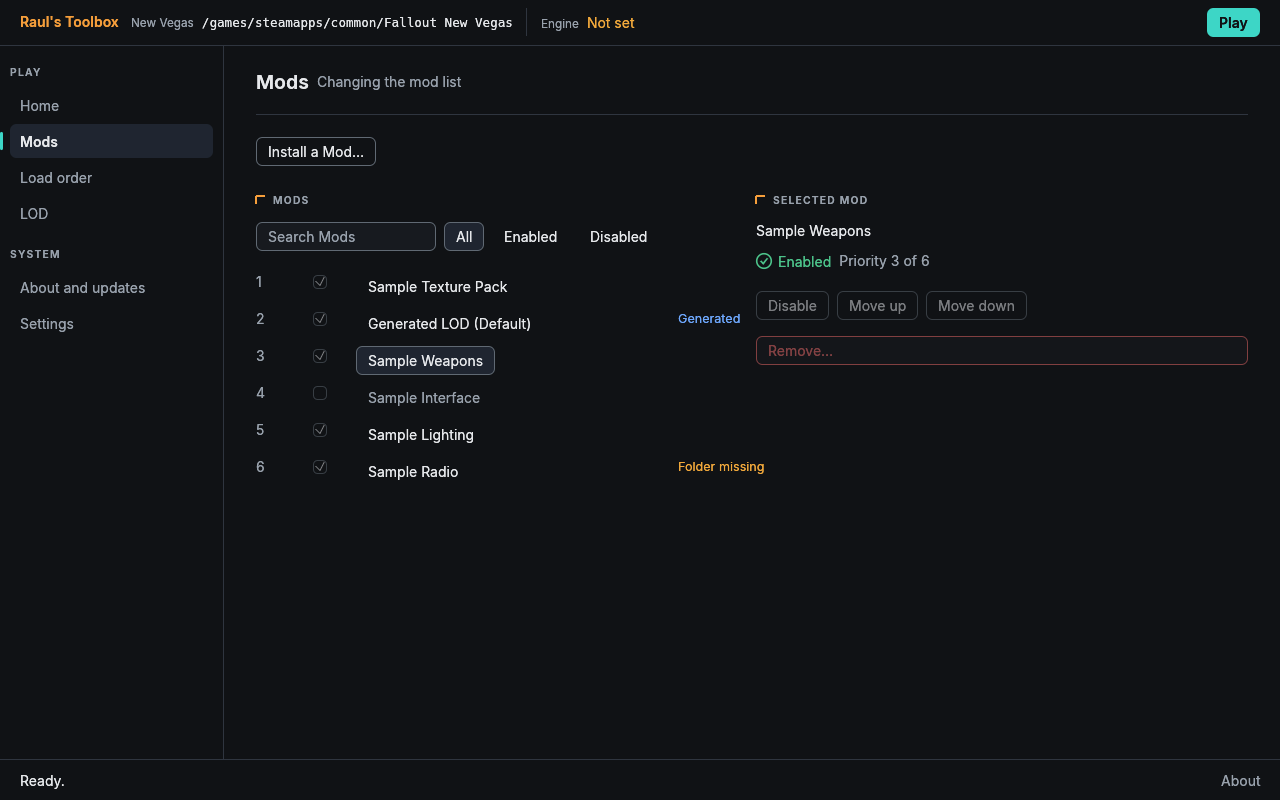 Raul's Toolbox New Vegas /games/steamapps/common/Fallout New Vegas Engine Not set Play
PLAY
Home
Mods
Load order
LOD
SYSTEM
About and updates
Settings
Mods Changing the mod list
Install a Mod...
MODS
Search Mods All Enabled Disabled
1 Sample Texture Pack
2 Generated LOD (Default) Generated
3 Sample Weapons
4 Sample Interface
5 Sample Lighting
6 Sample Radio Folder missing
SELECTED MOD
Sample Weapons
Enabled Priority 3 of 6
Disable Move up Move down
Remove...
Ready. About